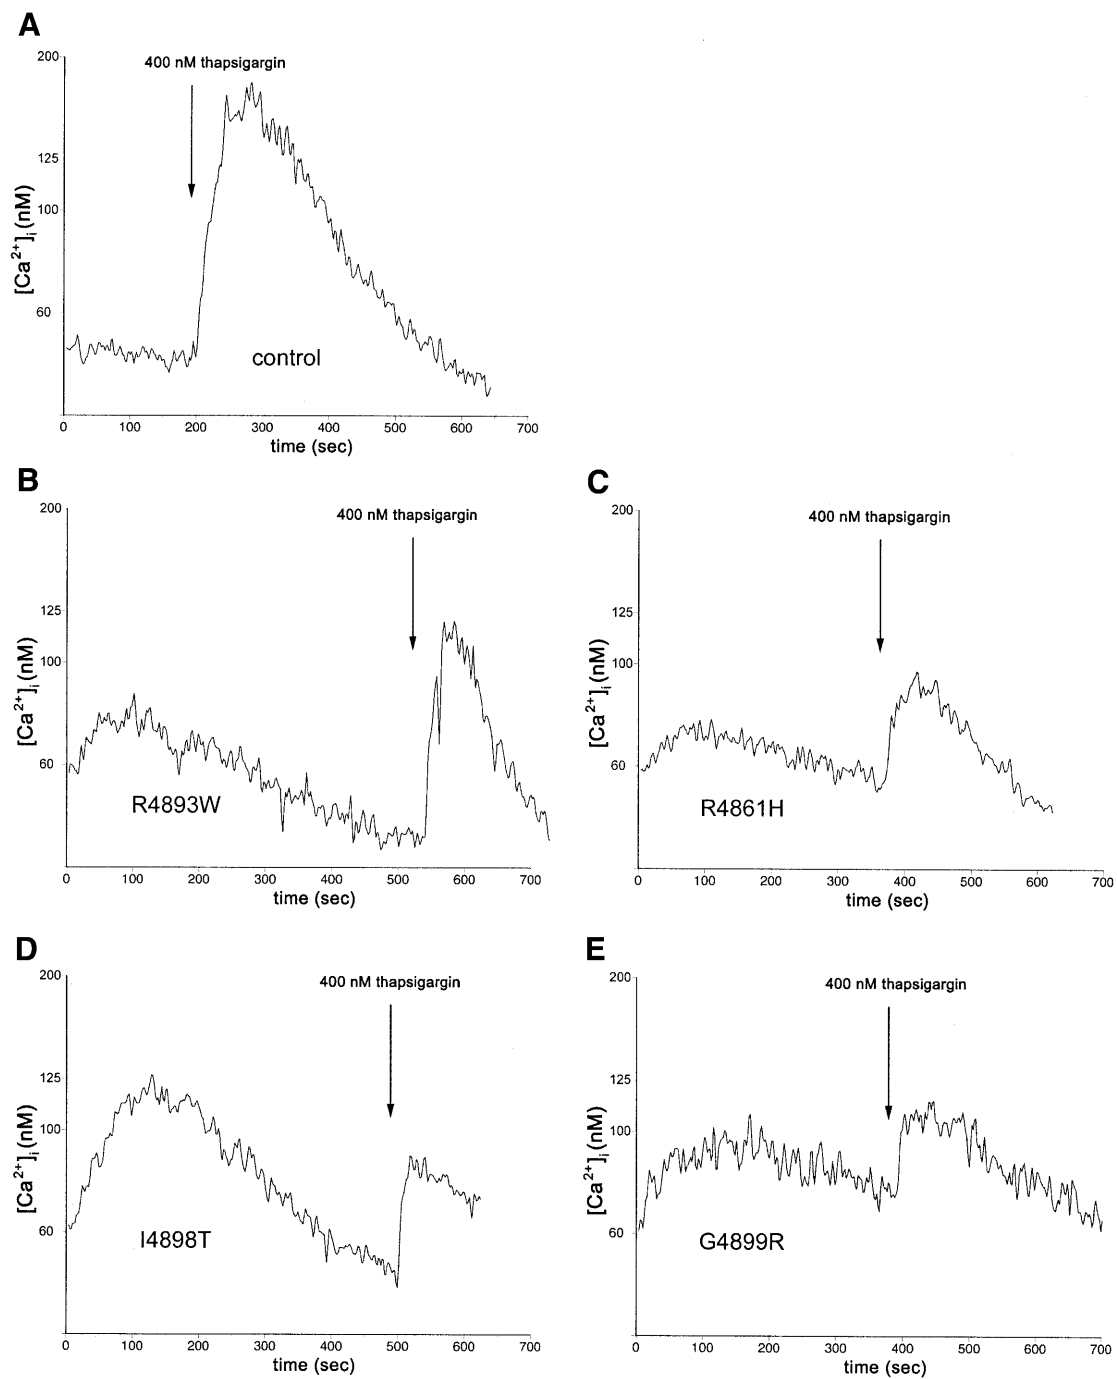 A
400 nM thapsigargin
200
125
100
60
[Ca2+]i (nM)
control
0 100 200 300 400 500 600 700
time (sec)
B
400 nM thapsigargin
200
125
100
60
[Ca2+]i (nM)
R4893W
0 100 200 300 400 500 600 700
time (sec)
C
400 nM thapsigargin
200
125
100
60
[Ca2+]i (nM)
R4861H
0 100 200 300 400 500 600 700
time (sec)
D
400 nM thapsigargin
200
125
100
60
[Ca2+]i (nM)
I4898T
0 100 200 300 400 500 600 700
time (sec)
E
400 nM thapsigargin
200
125
100
60
[Ca2+]i (nM)
G4899R
0 100 200 300 400 500 600 700
time (sec)